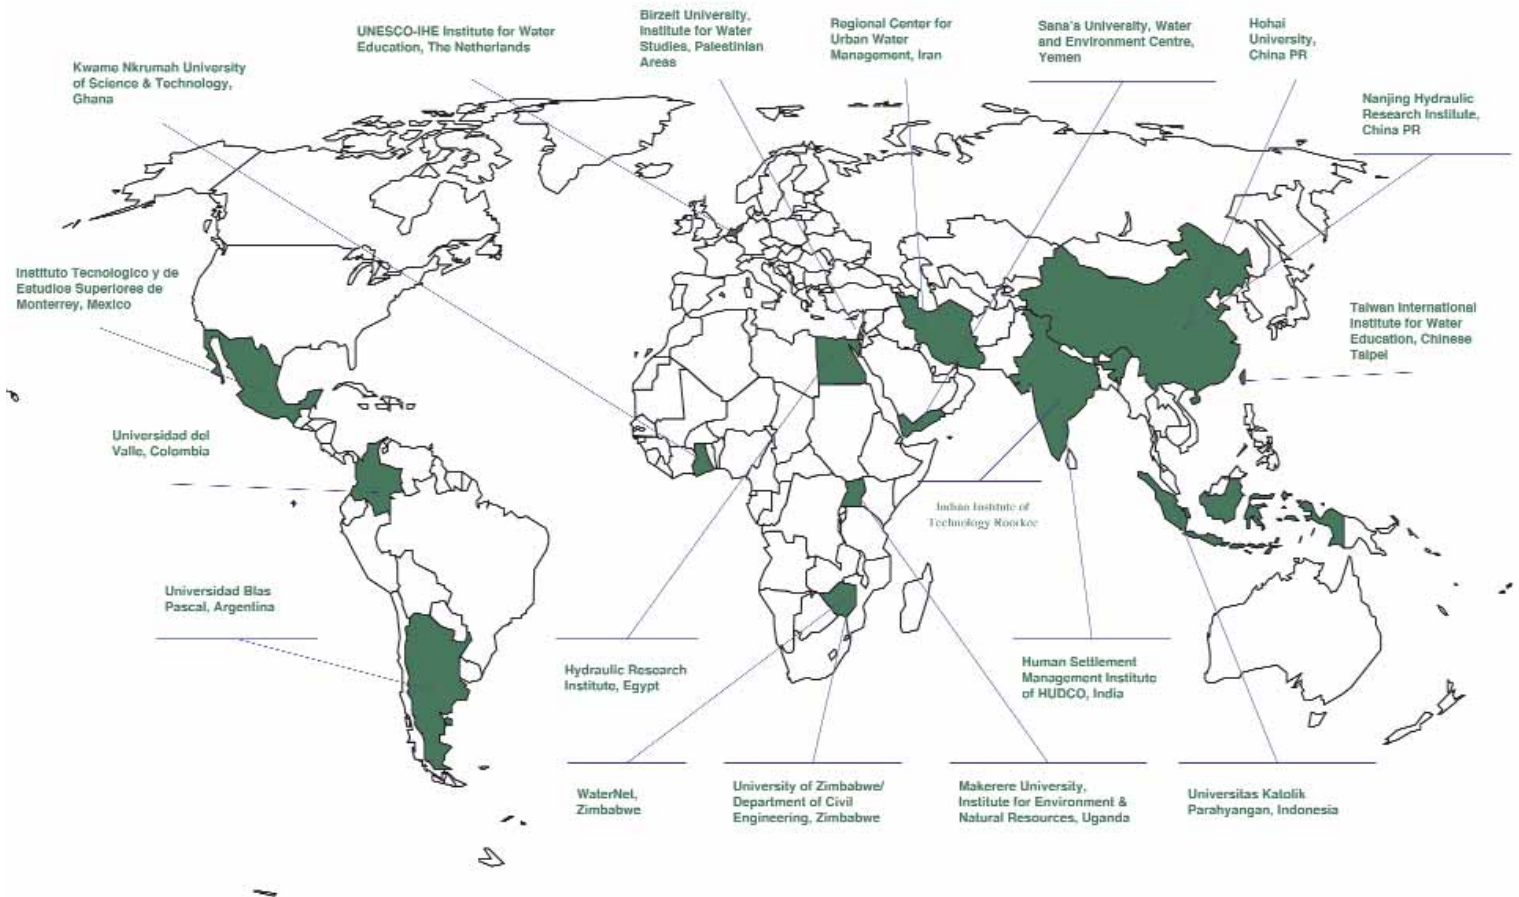 UNESCO-IHE Institute for Water
Education, The Netherlands
Birzeit University,
Institute for Water
Studies, Palestinian
Areas
Regional Center for
Urban Water
Management, Iran
Sana'a University, Water
and Environment Centre,
Yemen
Hohai
University,
China PR
Kwame Nkrumah University
of Science & Technology,
Ghana
Nanjing Hydraulic
Research Institute,
China PR
Instituto Tecnologico y de
Estudios Superiores de
Monterrey, Mexico
Taiwan International
Institute for Water
Education, Chinese
Taipei
Universidad del
Valle, Colombia
Indian Institute of
Technology Roorkee
Universidad Blas
Pascal, Argentina
Hydraulic Research
Institute, Egypt
Human Settlement
Management Institute
of HUDCO, India
WaterNet,
Zimbabwe
University of Zimbabwe/
Department of Civil
Engineering, Zimbabwe
Makerere University,
Institute for Environment &
Natural Resources, Uganda
Universitas Katolik
Parahyangan, Indonesia